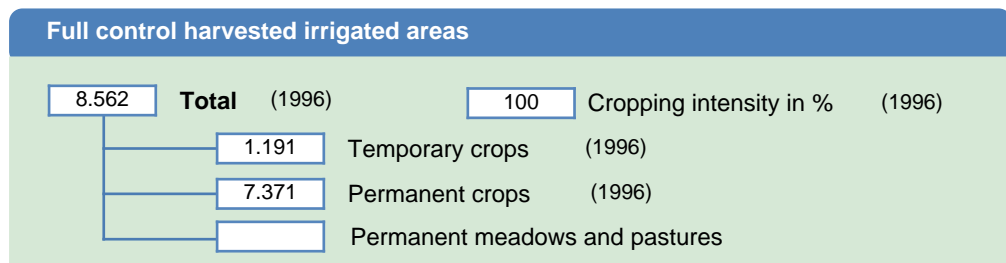 Full control harvested irrigated areas
8.562 Total (1996) 100 Cropping intensity in % (1996)
1.191 Temporary crops (1996)
7.371 Permanent crops (1996)
Permanent meadows and pastures